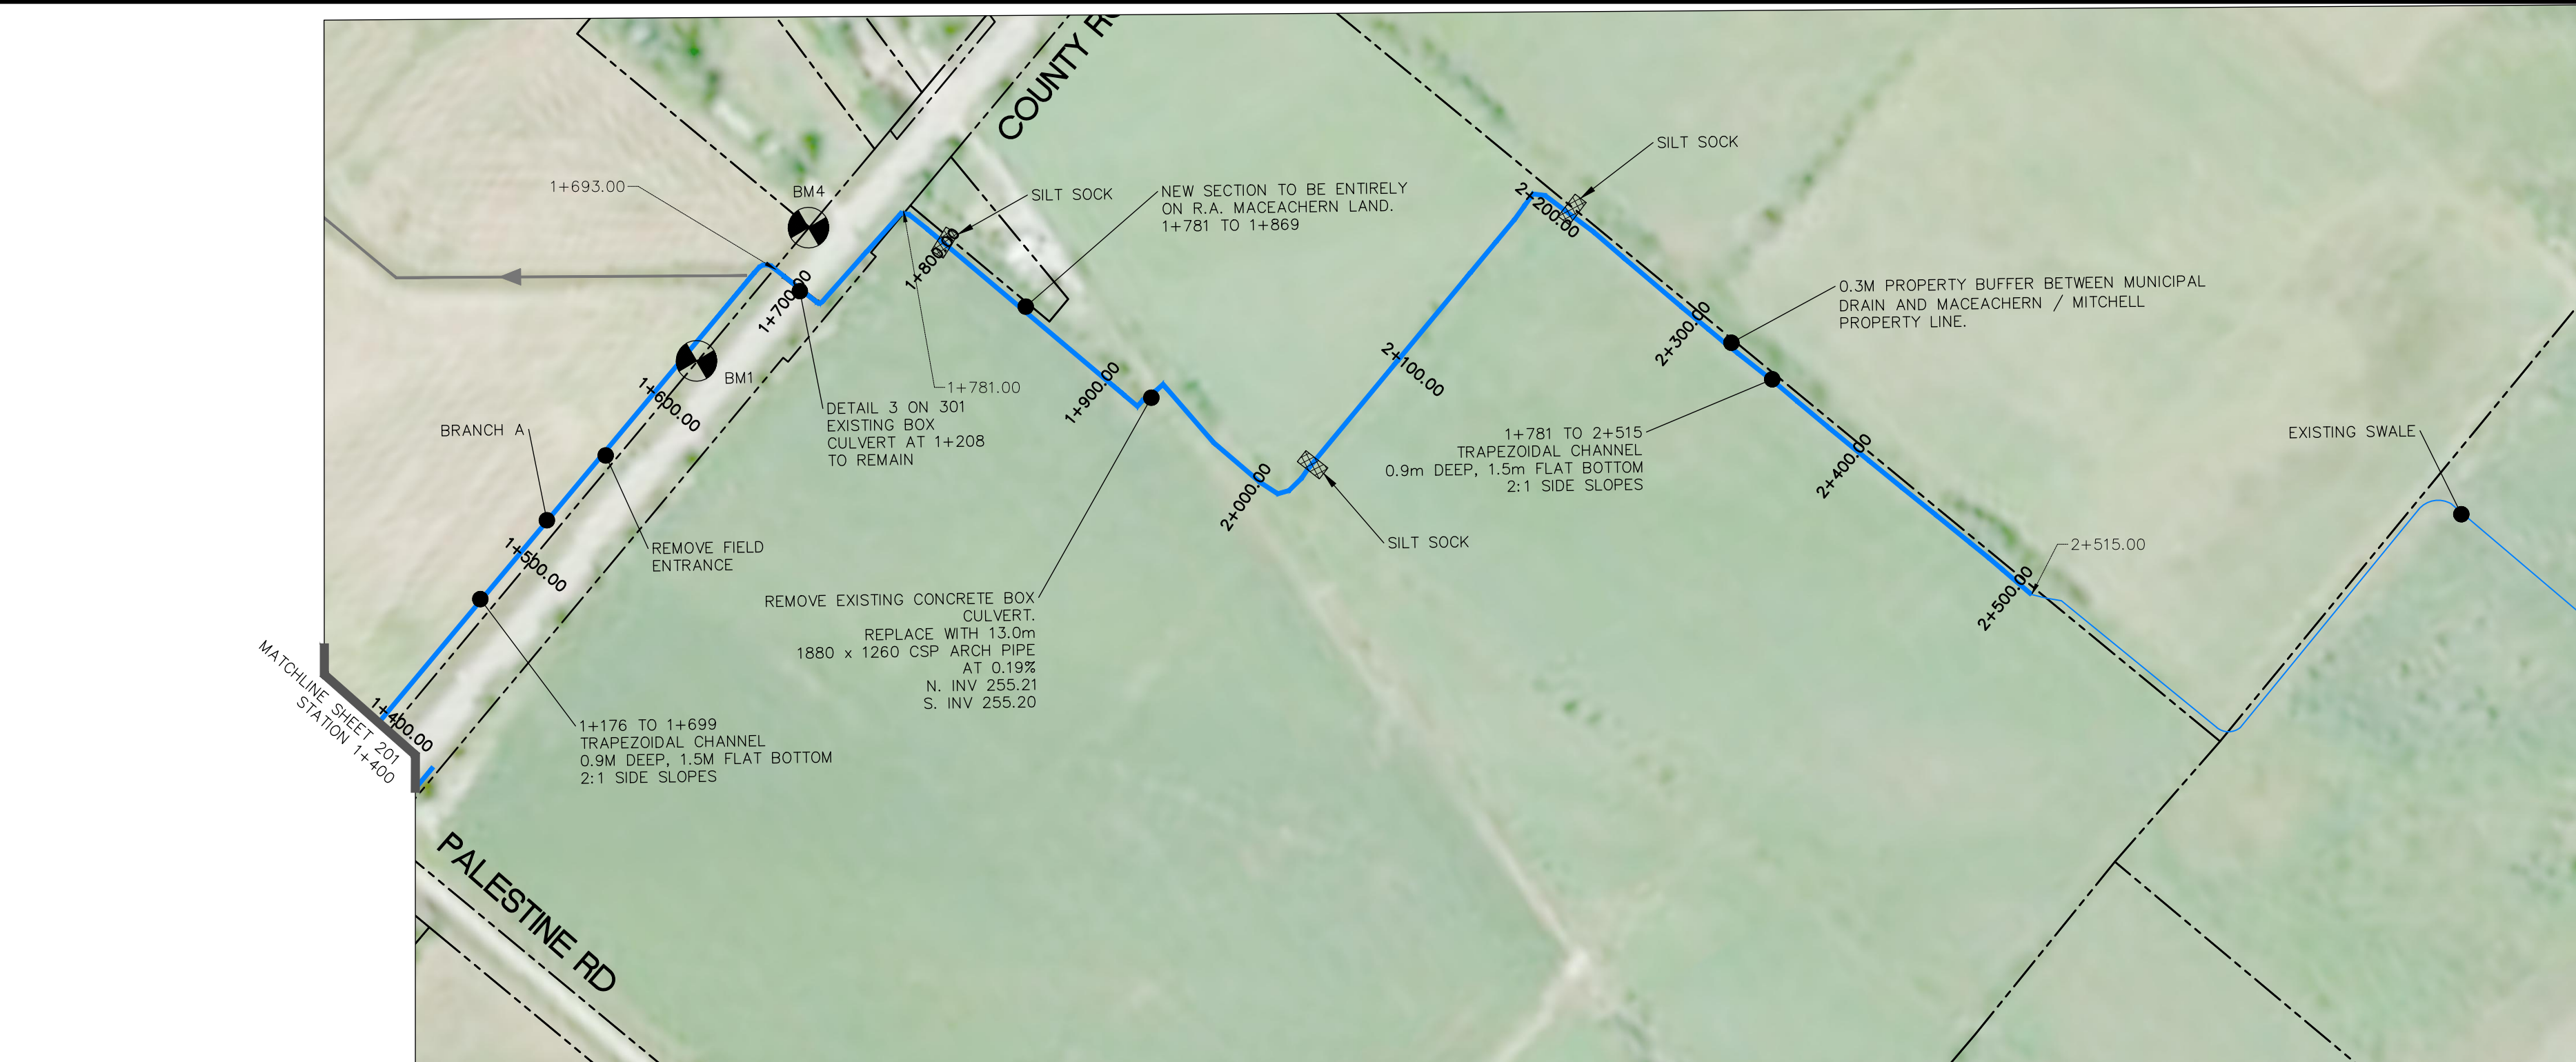 COUNTY R
SILT SOCK
1+693.00
BM4
SILT SOCK
NEW SECTION TO BE ENTIRELY
ON R.A. MACEACHERN LAND.
1+781 TO 1+869
2+200.00
1+800.00
1+700.00
0.3M PROPERTY BUFFER BETWEEN MUNICIPAL
DRAIN AND MACEACHERN / MITCHELL
PROPERTY LINE.
2+300.00
2+100.00
BM1
1+781.00
1+900.00
1+600.00
DETAIL 3 ON 301
EXISTING BOX
CULVERT AT 1+208
TO REMAIN
BRANCH A
1+781 TO 2+515
TRAPEZOIDAL CHANNEL
0.9m DEEP, 1.5m FLAT BOTTOM
2:1 SIDE SLOPES
2+400.00
EXISTING SWALE
2+000.00
SILT SOCK
2+515.00
1+500.00
REMOVE FIELD
ENTRANCE
2+500.00
REMOVE EXISTING CONCRETE BOX
CULVERT.
REPLACE WITH 13.0m
1880 x 1260 CSP ARCH PIPE
AT 0.19%
N. INV 255.21
S. INV 255.20
MATCHLINE SHEET 201
STATION 1+400
1+400.00
1+176 TO 1+699
TRAPEZOIDAL CHANNEL
0.9M DEEP, 1.5M FLAT BOTTOM
2:1 SIDE SLOPES
PALESTINE RD